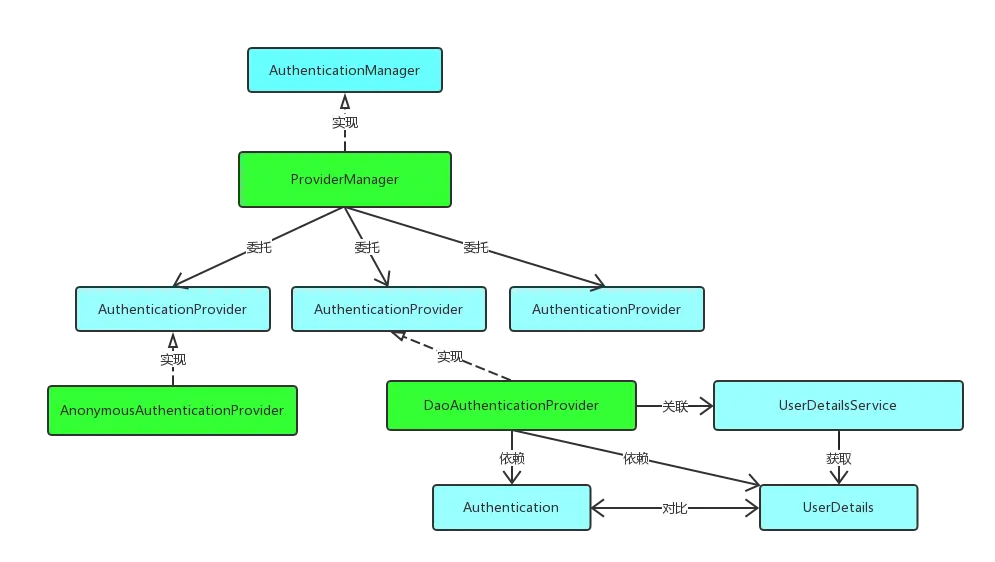 AuthenticationManager
实现
ProviderManager
委托
委托
委托
AuthenticationProvider
AuthenticationProvider
AuthenticationProvider
实现
实现
AnonymousAuthenticationProvider
DaoAuthenticationProvider
关联
UserDetailsService
依赖
依赖
获取
Authentication
对比
UserDetails